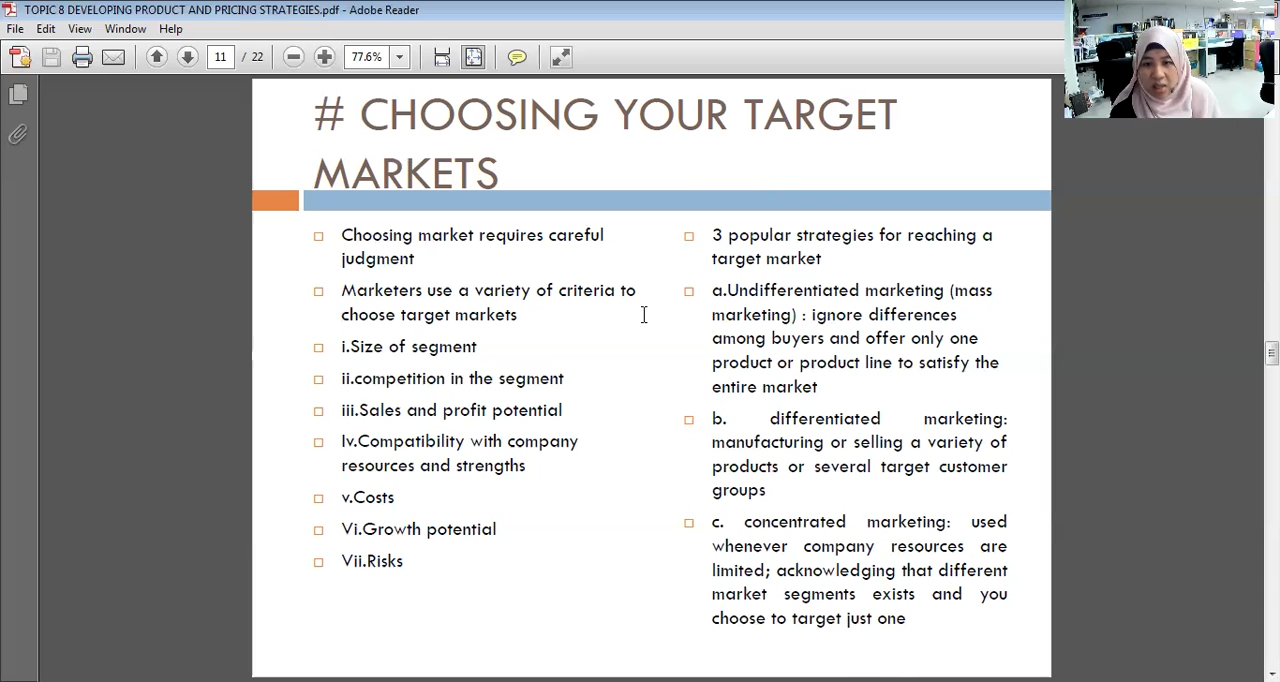 TOPIC 8 DEVELOPING PRODUCT AND PRICING STRATEGIES.pdf - Adobe Reader
File Edit View Window Help
11 / 22 77.6%
# CHOOSING YOUR TARGET
MARKETS
Choosing market requires careful
judgment
Marketers use a variety of criteria to
choose target markets
i.Size of segment
ii.competition in the segment
iii.Sales and profit potential
Iv.Compatibility with company
resources and strengths
v.Costs
Vi.Growth potential
Vii.Risks
3 popular strategies for reaching a
target market
a.Undifferentiated marketing (mass
marketing) : ignore differences
among buyers and offer only one
product or product line to satisfy the
entire market
b. differentiated marketing:
manufacturing or selling a variety of
products or several target customer
groups
c. concentrated marketing: used
whenever company resources are
limited; acknowledging that different
market segments exists and you
choose to target just one